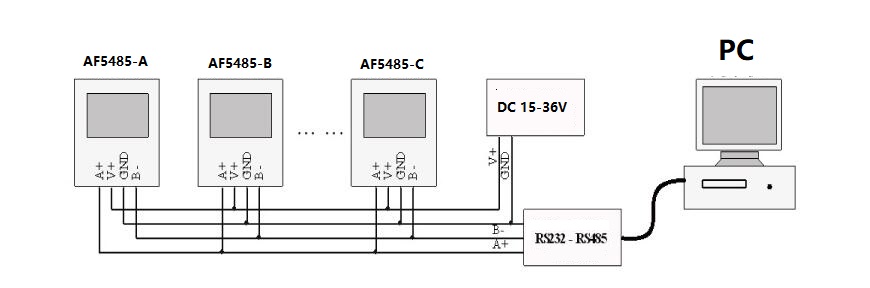 PC
AF5485-A
AF5485-B
AF5485-C
DC 15-36V
... ...
A+
V+
GND
B-
A+
V+
GND
B-
A+
V+
GND
B-
V+
GND
B-
A+
RS232 - RS485